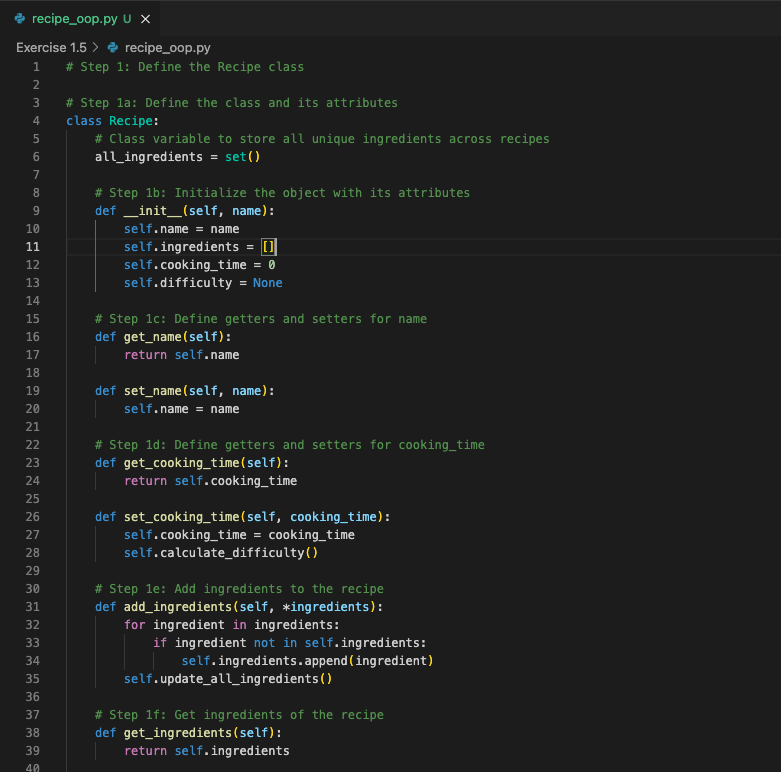 recipe_oop.py U ×
Exercise 1.5 > recipe_oop.py
1 # Step 1: Define the Recipe class
2
3 # Step 1a: Define the class and its attributes
4 class Recipe:
5     # Class variable to store all unique ingredients across recipes
6     all_ingredients = set()
7
8     # Step 1b: Initialize the object with its attributes
9     def __init__(self, name):
10         self.name = name
11         self.ingredients = []
12         self.cooking_time = 0
13         self.difficulty = None
14
15     # Step 1c: Define getters and setters for name
16     def get_name(self):
17         return self.name
18
19     def set_name(self, name):
20         self.name = name
21
22     # Step 1d: Define getters and setters for cooking_time
23     def get_cooking_time(self):
24         return self.cooking_time
25
26     def set_cooking_time(self, cooking_time):
27         self.cooking_time = cooking_time
28         self.calculate_difficulty()
29
30     # Step 1e: Add ingredients to the recipe
31     def add_ingredients(self, *ingredients):
32         for ingredient in ingredients:
33             if ingredient not in self.ingredients:
34                 self.ingredients.append(ingredient)
35         self.update_all_ingredients()
36
37     # Step 1f: Get ingredients of the recipe
38     def get_ingredients(self):
39         return self.ingredients
40